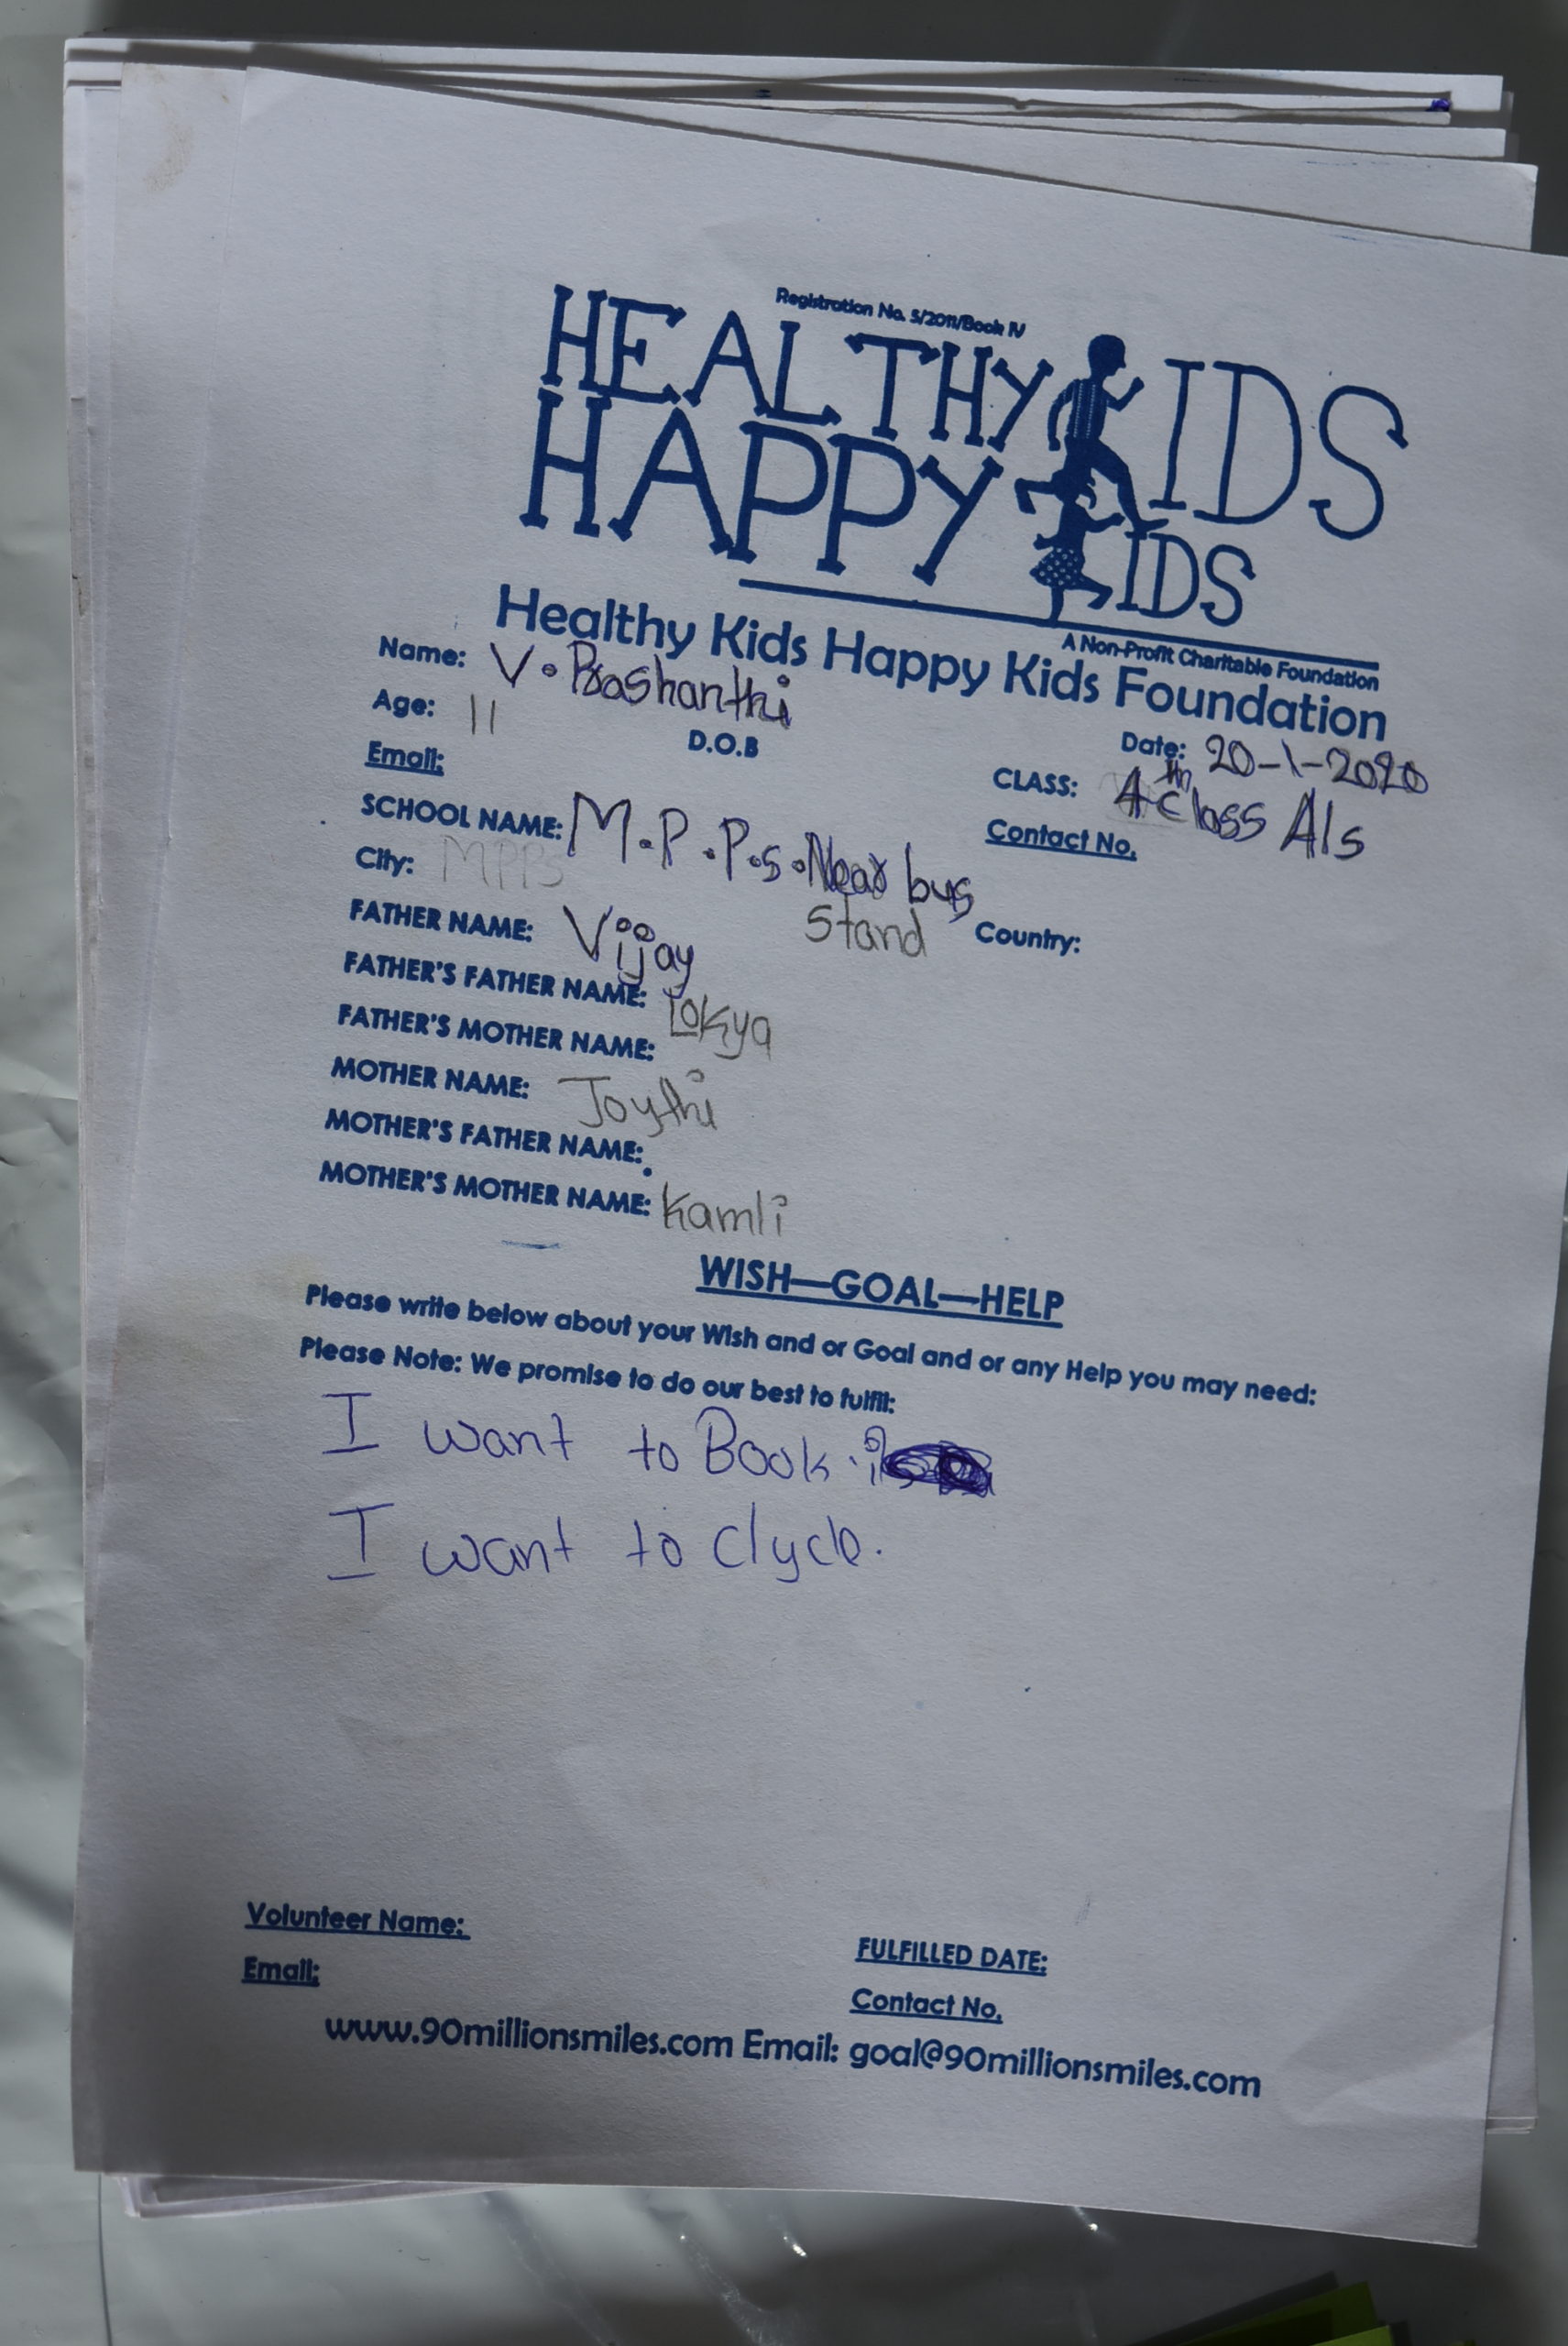 Registration No. 5/2011/Book IV
HEALTHY KIDS
HAPPY KIDS
A Non-Profit Charitable Foundation
Healthy Kids Happy Kids Foundation
Name: V. Prashanthi
Date: 20-1-2020
Age: 11 D.O.B CLASS: 4th class A/s
Email: Contact No.
SCHOOL NAME: M.P.P.s. Near bus
stand
City: MPPS Country:
FATHER NAME: Vijay
FATHER'S FATHER NAME: Lokya
FATHER'S MOTHER NAME:
MOTHER NAME: Joythi
MOTHER'S FATHER NAME:
MOTHER'S MOTHER NAME: Kamli
WISH—GOAL—HELP
Please write below about your Wish and or Goal and or any Help you may need:
Please Note: We promise to do our best to fulfil:
I want to Book.
I want to clycle.
Volunteer Name: FULFILLED DATE:
Email: Contact No.
www.90millionsmiles.com Email: goal@90millionsmiles.com